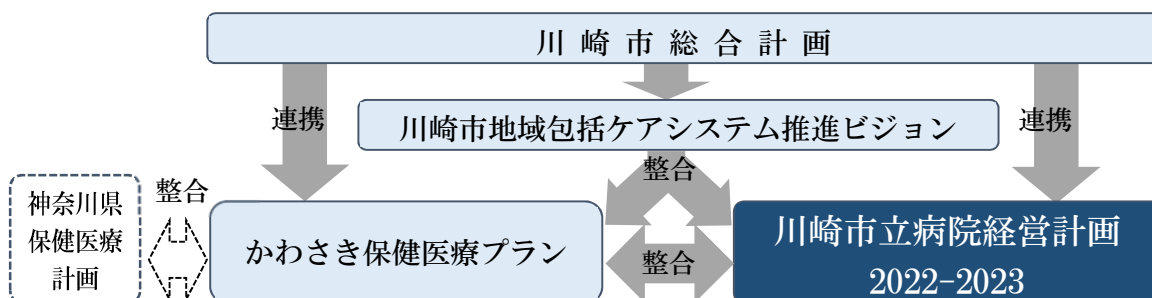 川崎市総合計画
連携
川崎市地域包括ケアシステム推進ビジョン
連携
整合
神奈川県
保健医療
計画
整合
かわさき保健医療プラン
整合
川崎市立病院経営計画
2022-2023